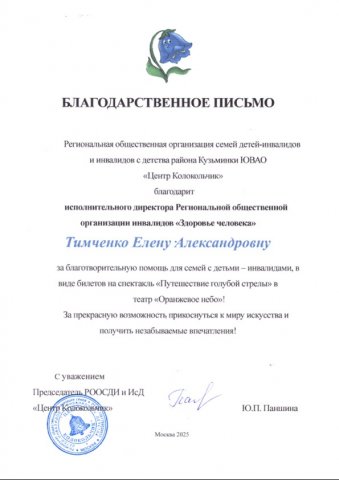 БЛАГОДАРСТВЕННОЕ ПИСЬМО
Региональная общественная организация семей детей-инвалидов
и инвалидов с детства района Кузьминки ЮВАО
«Центр Колокольчик»
благодарит
исполнительного директора Региональной общественной
организации инвалидов «Здоровье человека»
Тимченко Елену Александровну
за благотворительную помощь для семей с детьми – инвалидами, в
виде билетов на спектакль «Путешествие голубой стрелы» в
театр «Оранжевое небо»!
За прекрасную возможность прикоснуться к миру искусства и
получить незабываемые впечатления!
С уважением
Председатель РООСДИ и ИсД
«Центр Колокольчик»
Ю.П. Паншина
КОЛОКОЛЬЧИК
Москва 2025